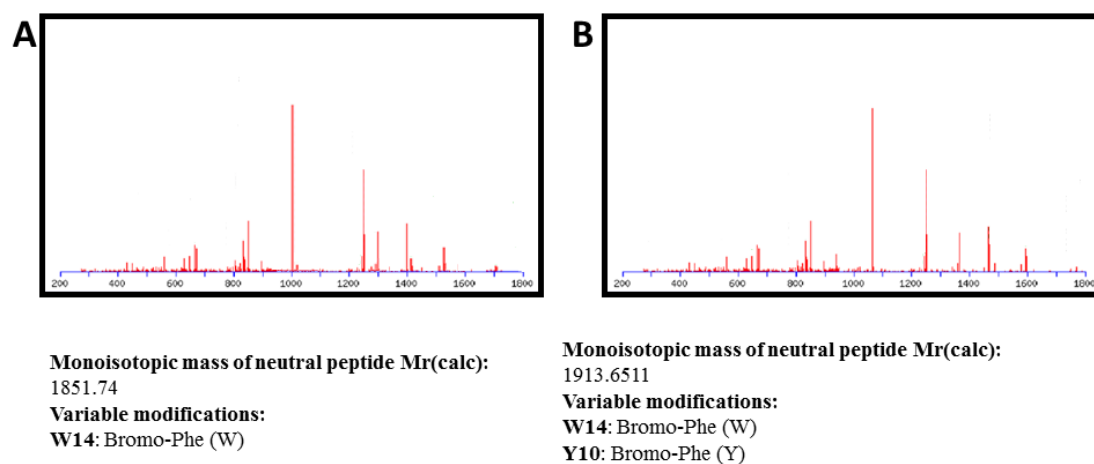 A
B
200 400 600 800 1000 1200 1400 1600 1800
200 400 600 800 1000 1200 1400 1600 1800
Monoisotopic mass of neutral peptide Mr(calc):
1851.74
Variable modifications:
W14: Bromo-Phe (W)
Monoisotopic mass of neutral peptide Mr(calc):
1913.6511
Variable modifications:
W14: Bromo-Phe (W)
Y10: Bromo-Phe (Y)